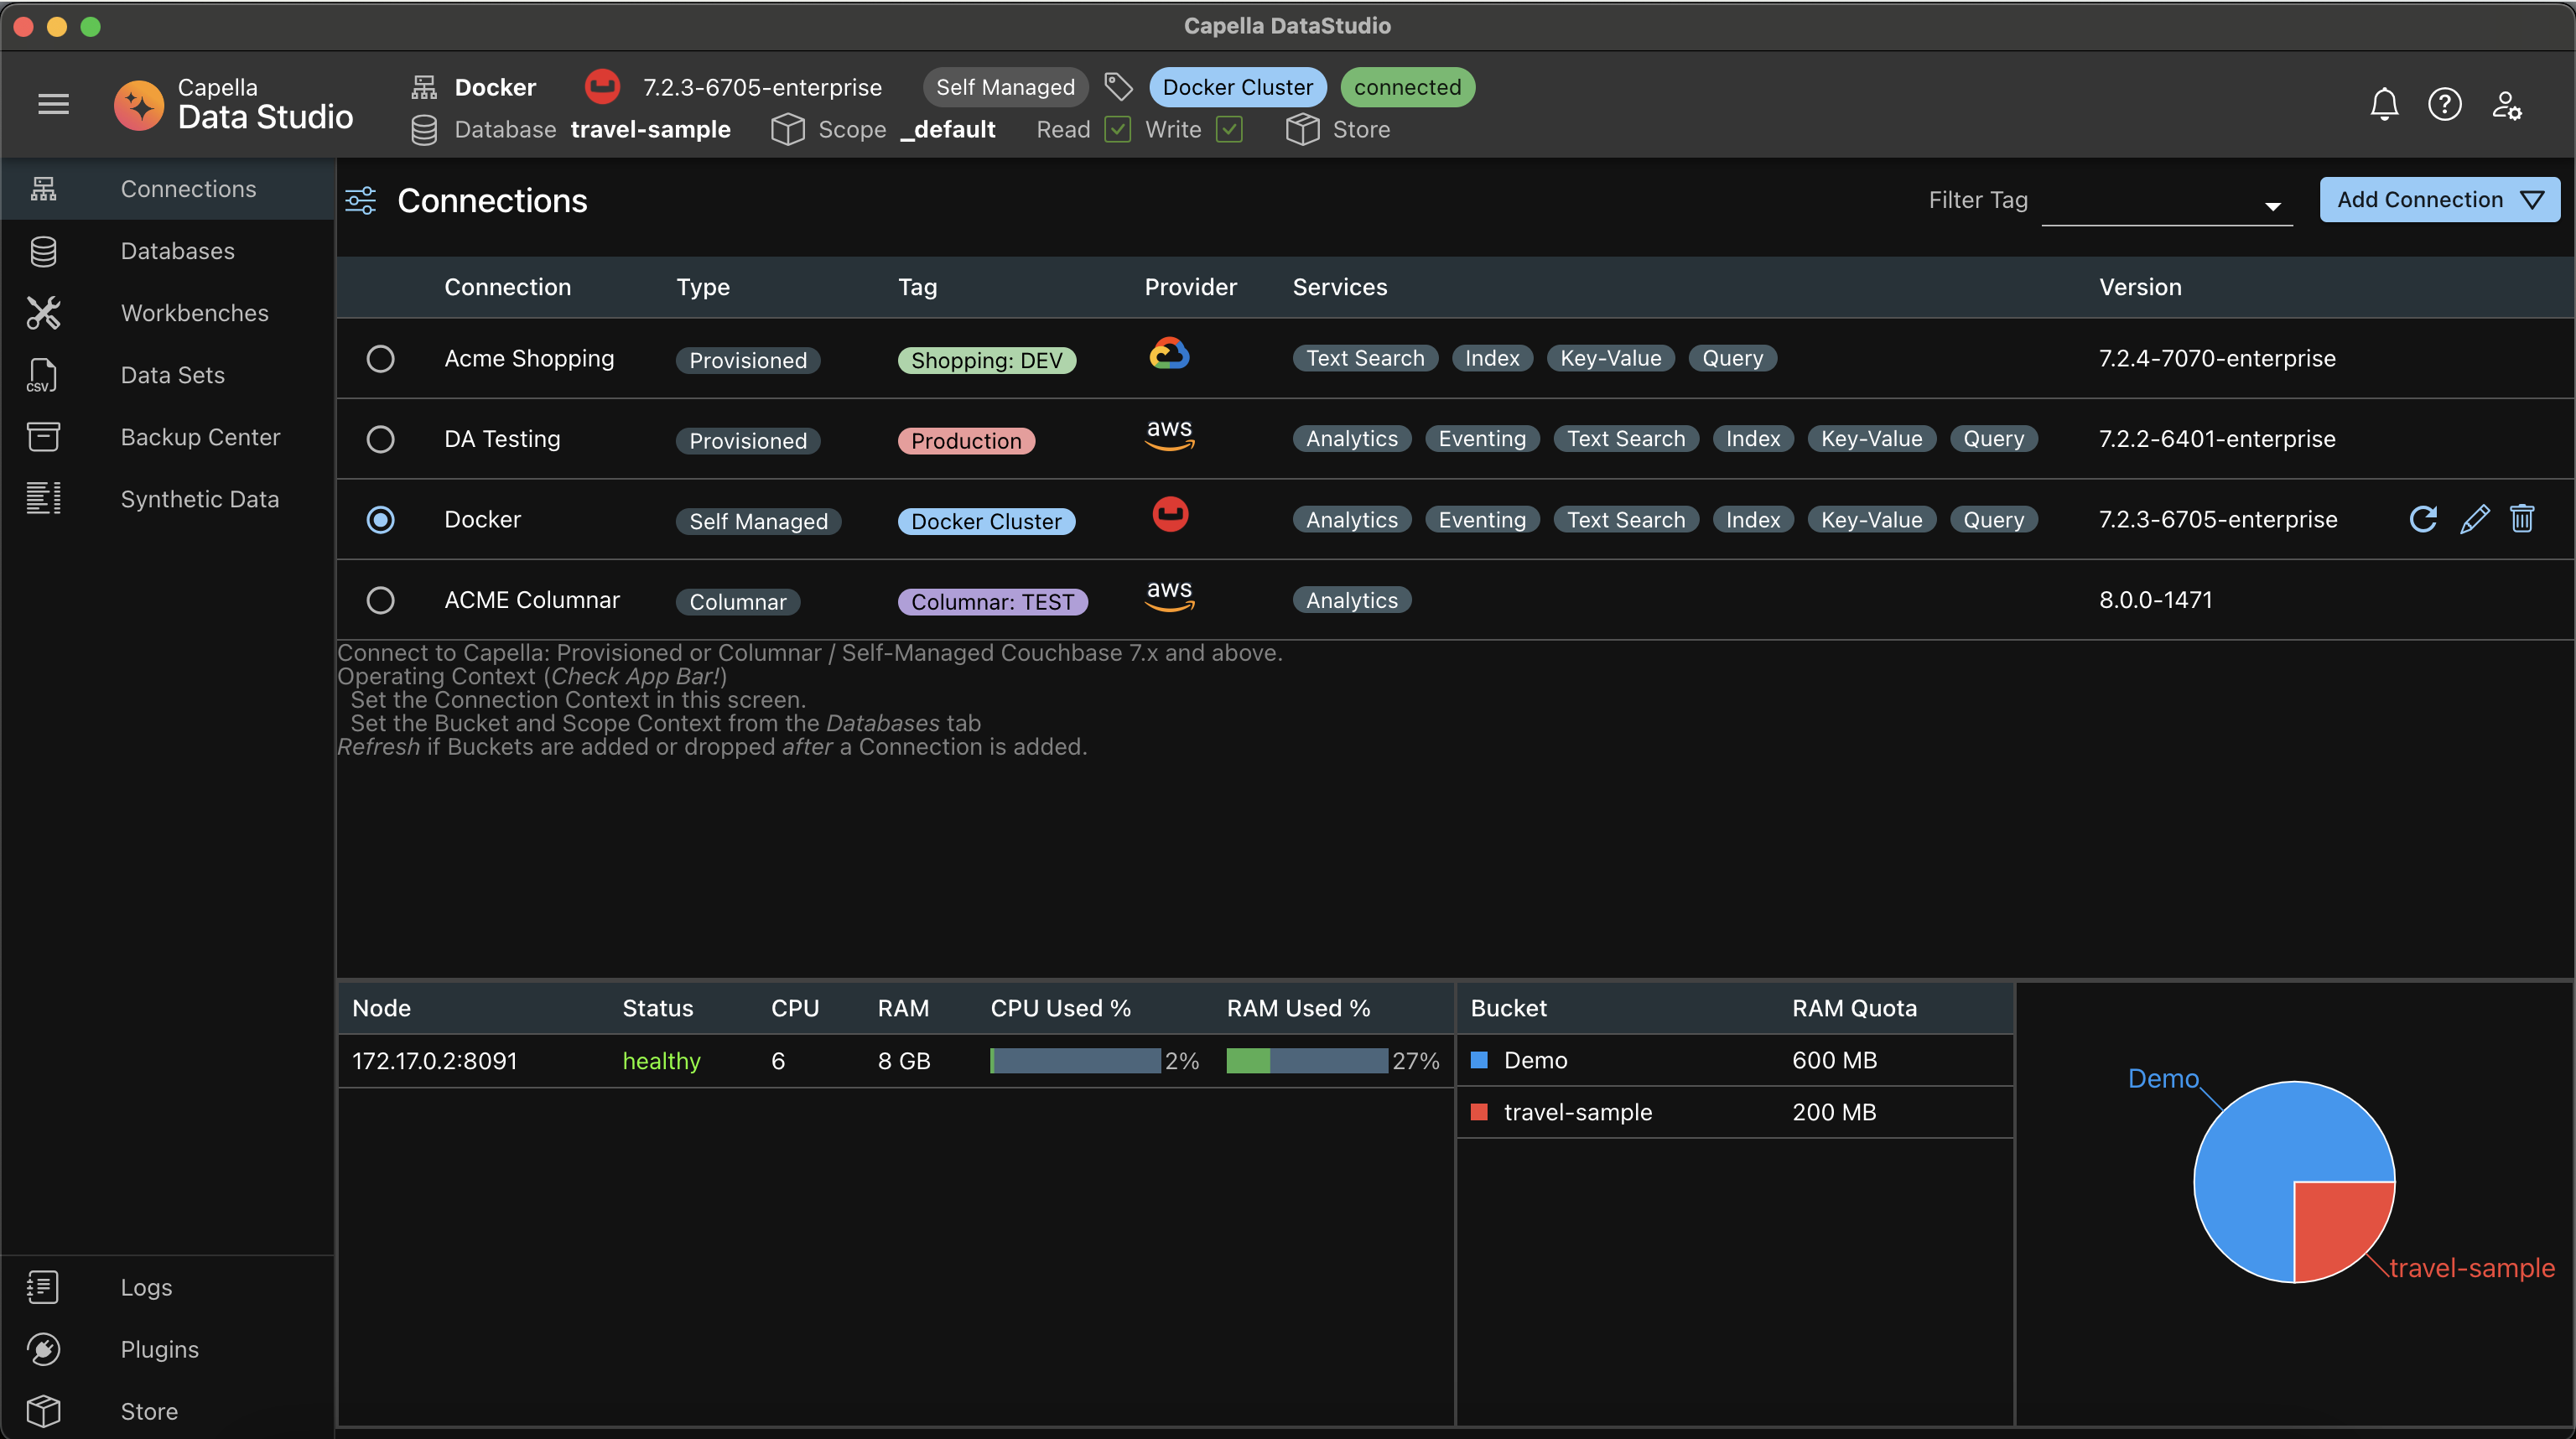 Capella DataStudio
Capella
Data Studio
Docker 7.2.3-6705-enterprise Self Managed Docker Cluster connected
Database travel-sample Scope _default Read Write Store
Connections
Databases
Workbenches
CSV Data Sets
Backup Center
Synthetic Data
Logs
Plugins
Store
Connections Filter Tag Add Connection
Connection Type Tag Provider Services Version
Acme Shopping Provisioned Shopping: DEV Text Search Index Key-Value Query 7.2.4-7070-enterprise
DA Testing Provisioned Production aws Analytics Eventing Text Search Index Key-Value Query 7.2.2-6401-enterprise
Docker Self Managed Docker Cluster Analytics Eventing Text Search Index Key-Value Query 7.2.3-6705-enterprise
ACME Columnar Columnar Columnar: TEST aws Analytics 8.0.0-1471
Connect to Capella: Provisioned or Columnar / Self-Managed Couchbase 7.x and above.
Operating Context (Check App Bar!)
Set the Connection Context in this screen.
Set the Bucket and Scope Context from the Databases tab
Refresh if Buckets are added or dropped after a Connection is added.
Node Status CPU RAM CPU Used % RAM Used %
172.17.0.2:8091 healthy 6 8 GB 2% 27%
Bucket RAM Quota
Demo 600 MB
travel-sample 200 MB
Demo
travel-sample